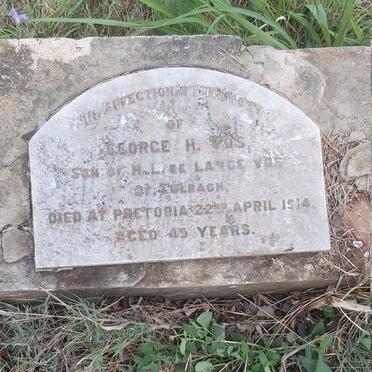 IN AFFECTIONATE MEMORY
OF
GEORGE H. VOS,
SON OF H. L. DE LANGE VOS
OF TULBAGH,
DIED AT PRETORIA 22ND APRIL 1914.
AGED 49 YEARS.